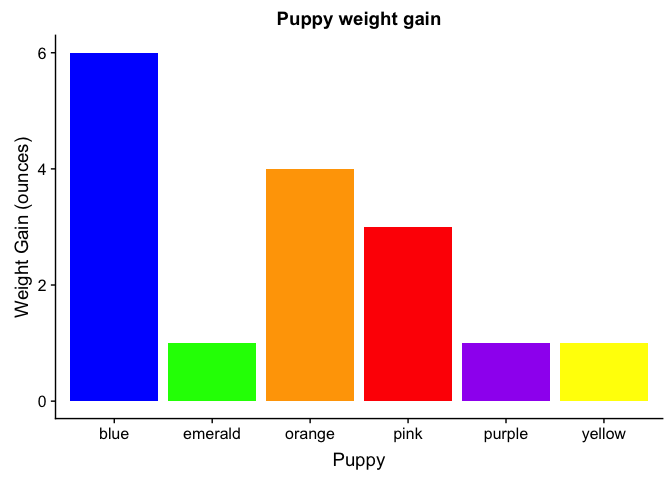 Puppy weight gain
6
4
2
0
Weight Gain (ounces)
blue emerald orange pink purple yellow
Puppy